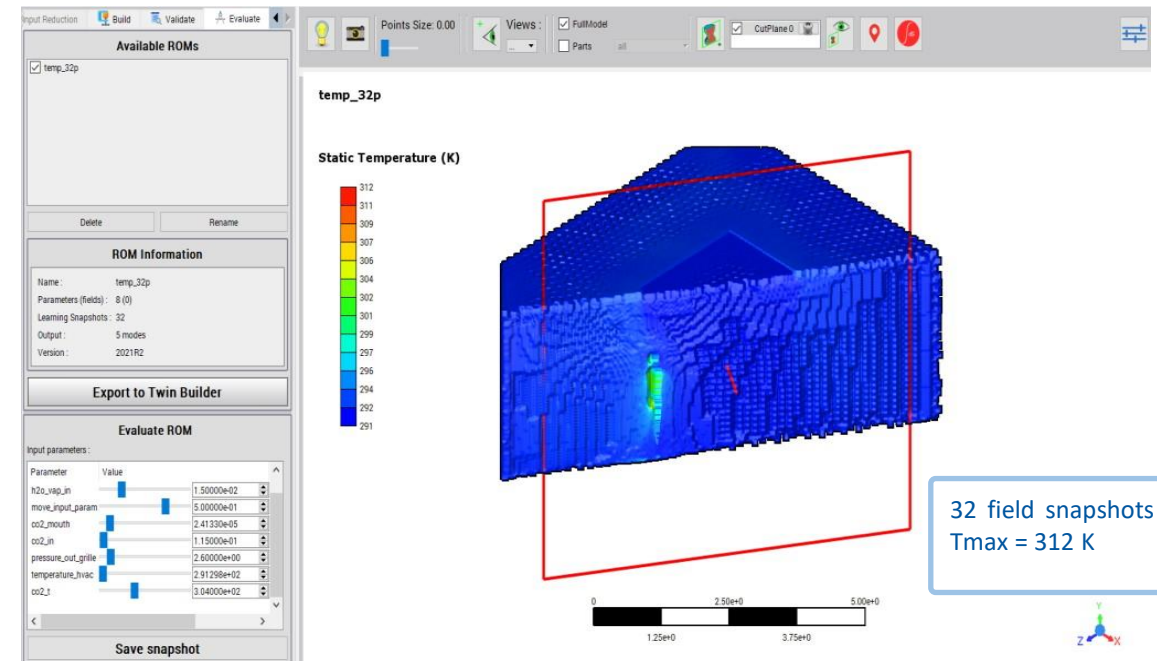 nput Reduction Build Validate Evaluate
Available ROMs
temp_32p
Delete Rename
ROM Information
Name : temp_32p
Parameters (fields) : 8 (0)
Learning Snapshots : 32
Output : 5 modes
Version : 2021R2
Export to Twin Builder
Evaluate ROM
Input parameters :
Parameter Value
h2o_vap_in 1.50000e-02
move_input_param 5.00000e-01
co2_mouth 2.41330e-05
co2_in 1.15000e-01
pressure_out_grille 2.60000e+00
temperature_hvac 2.91298e+02
co2_t 3.04000e+02
Save snapshot
Points Size: 0.00
Views :
...
FullModel
Parts all
CutPlane 0
temp_32p
Static Temperature (K)
312
311
309
307
306
304
302
301
299
297
296
294
292
291
32 field snapshots
Tmax = 312 K
0 2.50e+0 5.00e+0
1.25e+0 3.75e+0
Y
Z X